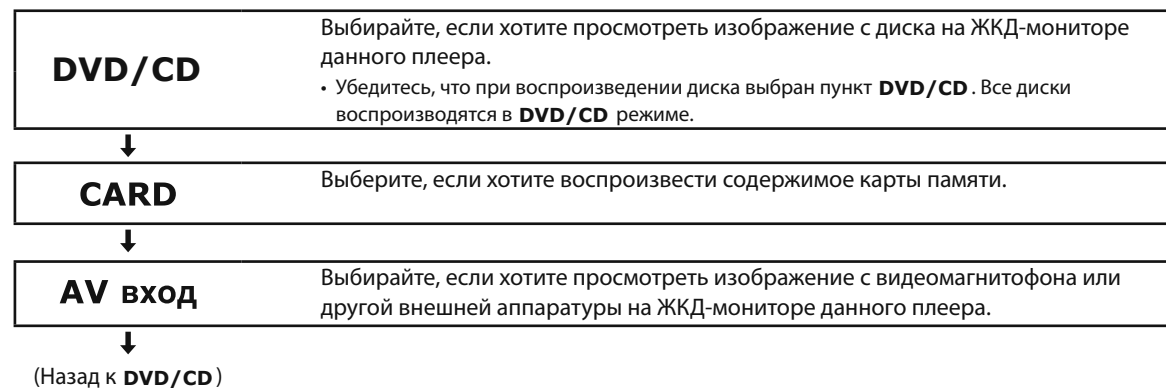 DVD/CD
Выбирайте, если хотите просмотреть изображение с диска на ЖКД-мониторе
данного плеера.
• Убедитесь, что при воспроизведении диска выбран пункт DVD/CD. Все диски
воспроизводятся в DVD/CD режиме.
CARD
Выберите, если хотите воспроизвести содержимое карты памяти.
AV вход
Выбирайте, если хотите просмотреть изображение с видеомагнитофона или
другой внешней аппаратуры на ЖКД-мониторе данного плеера.
(Назад к DVD/CD)